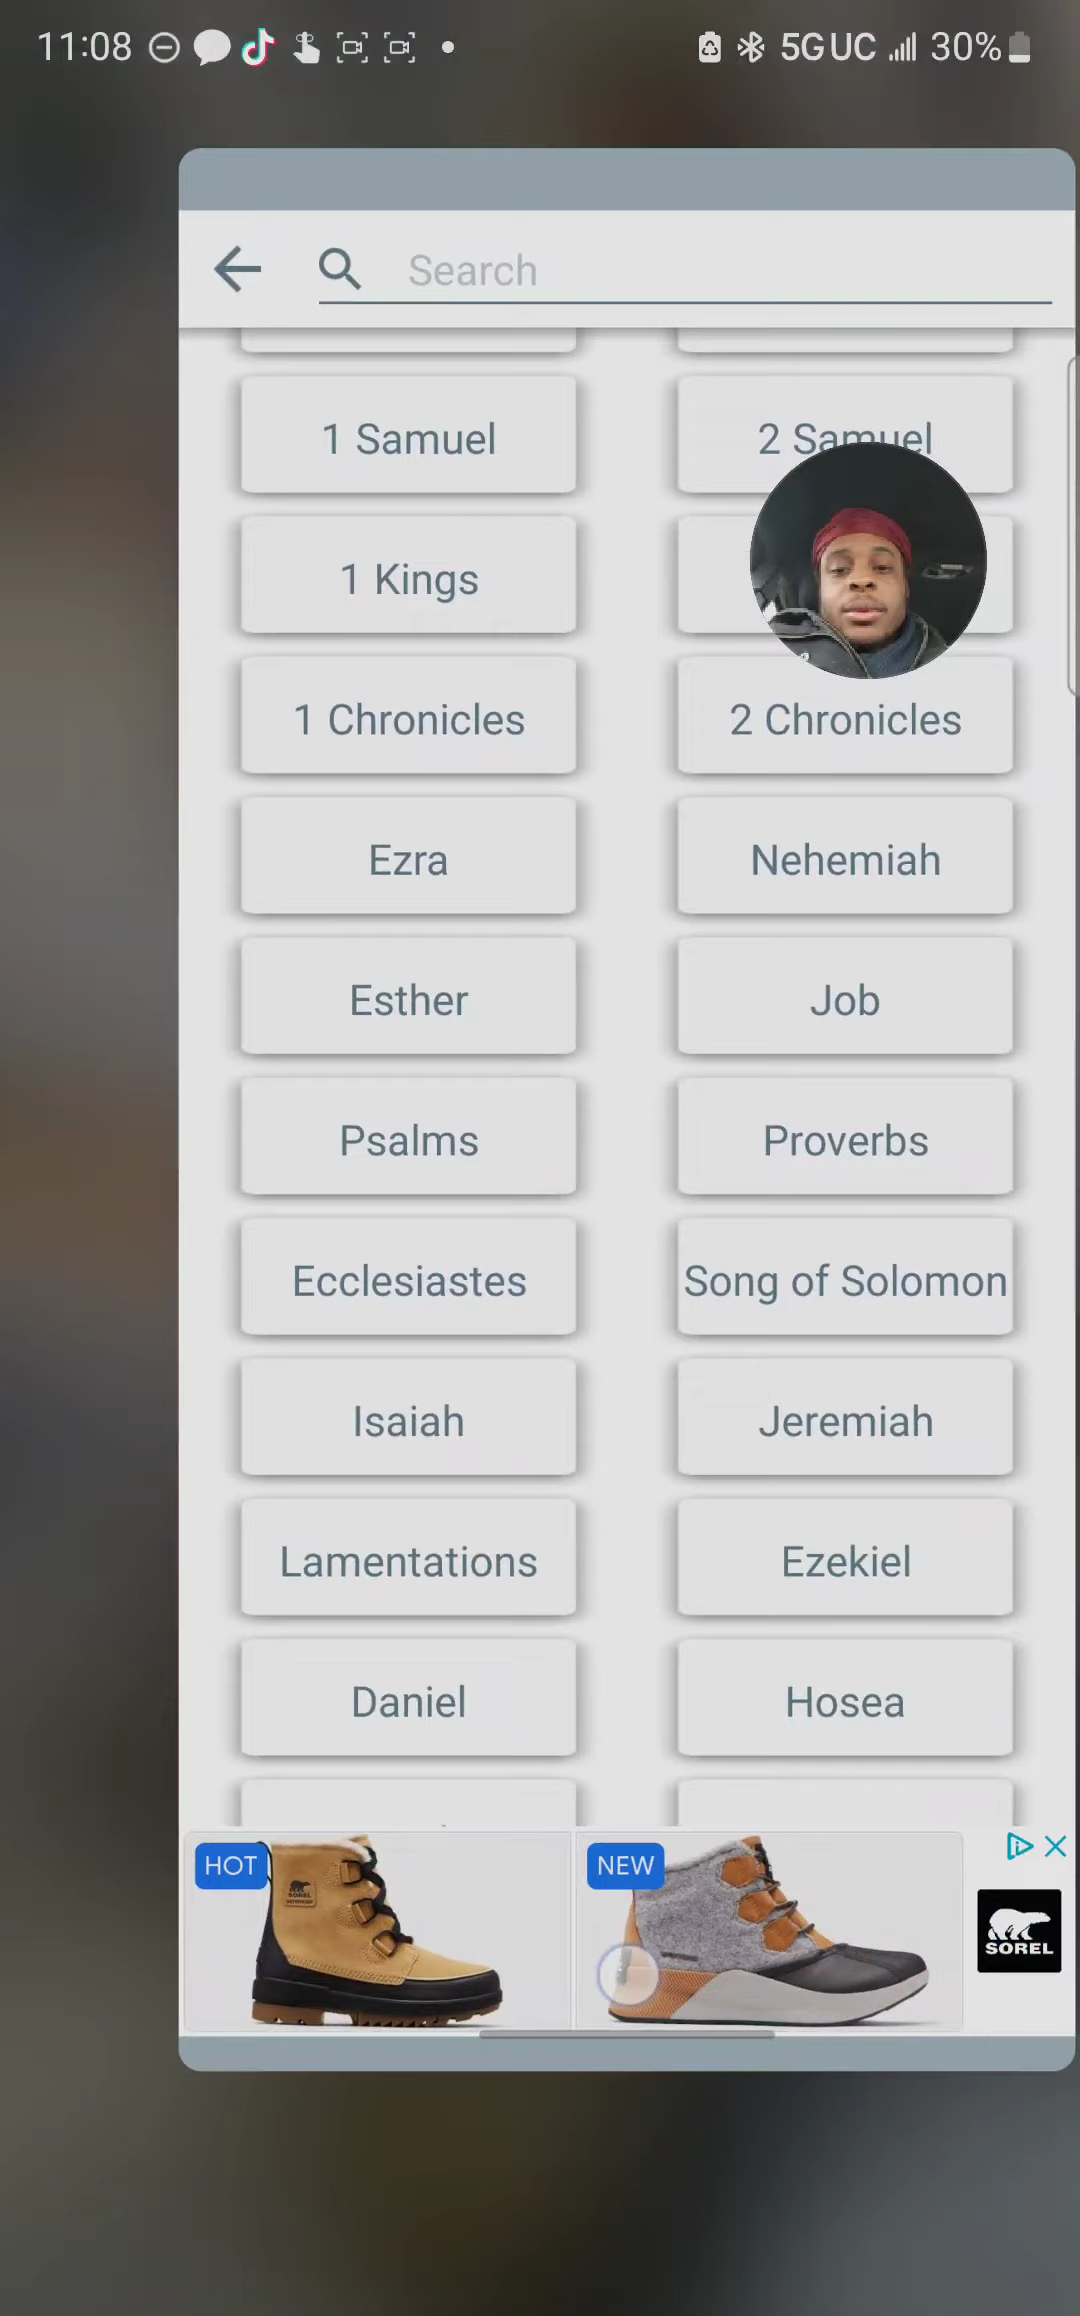 11:08
5G UC 30%
Search
1 Samuel
2 Samuel
1 Kings
1 Chronicles
2 Chronicles
Ezra
Nehemiah
Esther
Job
Psalms
Proverbs
Ecclesiastes
Song of Solomon
Isaiah
Jeremiah
Lamentations
Ezekiel
Daniel
Hosea
HOT
NEW
SOREL
SOREL